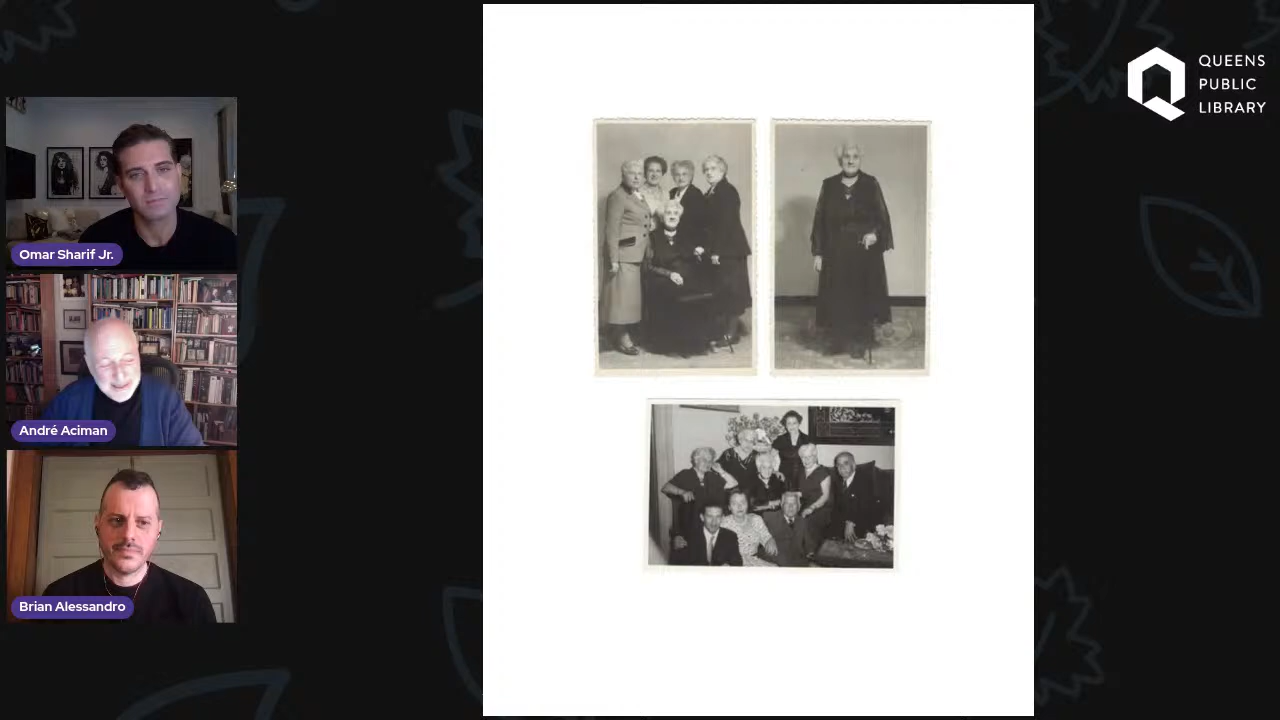 Omar Sharif Jr.
André Aciman
Brian Alessandro
QUEENS
PUBLIC
LIBRARY